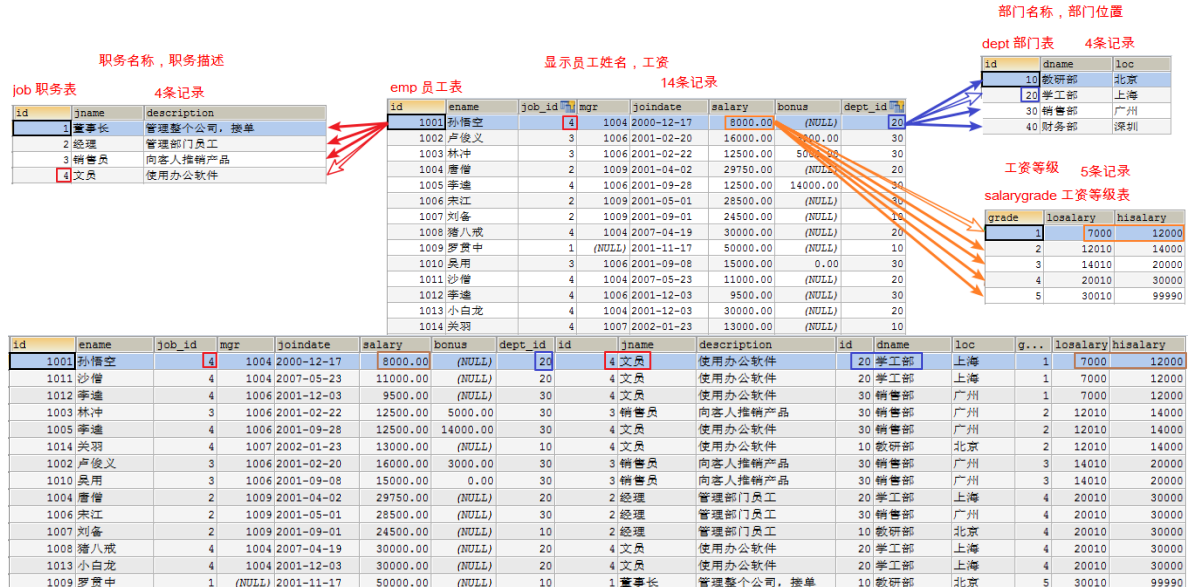 部门名称，部门位置
职务名称，职务描述
显示员工姓名，工资
dept 部门表 4条记录
id dname loc
10 教研部 北京
20 学工部 上海
30 销售部 广州
40 财务部 深圳
job 职务表 4条记录
id jname description
1 董事长 管理整个公司，接单
2 经理 管理部门员工
3 销售员 向客人推销产品
4 文员 使用办公软件
emp 员工表 14条记录
id ename job_id mgr joindate salary bonus dept_id
1001 孙悟空 4 1004 2000-12-17 8000.00 (NULL) 20
1002 卢俊义 3 1006 2001-02-20 16000.00 3000.00 30
1003 林冲 3 1006 2001-02-22 12500.00 5000.00 30
1004 唐僧 2 1009 2001-04-02 29750.00 (NULL) 20
1005 李逵 4 1006 2001-09-28 12500.00 14000.00 30
1006 宋江 2 1009 2001-05-01 28500.00 (NULL) 30
1007 刘备 2 1009 2001-09-01 24500.00 (NULL) 10
1008 猪八戒 4 1004 2007-04-19 30000.00 (NULL) 20
1009 罗贯中 1 (NULL) 2001-11-17 50000.00 (NULL) 10
1010 吴用 3 1006 2001-09-08 15000.00 0.00 30
1011 沙僧 4 1004 2007-05-23 11000.00 (NULL) 20
1012 李逵 4 1006 2001-12-03 9500.00 (NULL) 30
1013 小白龙 4 1004 2001-12-03 30000.00 (NULL) 20
1014 关羽 4 1007 2002-01-23 13000.00 (NULL) 10
工资等级 5条记录
salarygrade 工资等级表
grade losalary hisalary
1 7000 12000
2 12010 14000
3 14010 20000
4 20010 30000
5 30010 99990
id ename job_id mgr joindate salary bonus dept_id id jname description id dname loc g... losalary hisalary
1001 孙悟空 4 1004 2000-12-17 8000.00 (NULL) 20 4 文员 使用办公软件 20 学工部 上海 1 7000 12000
1011 沙僧 4 1004 2007-05-23 11000.00 (NULL) 20 4 文员 使用办公软件 20 学工部 上海 1 7000 12000
1012 李逵 4 1006 2001-12-03 9500.00 (NULL) 30 4 文员 使用办公软件 30 销售部 广州 1 7000 12000
1003 林冲 3 1006 2001-02-22 12500.00 5000.00 30 3 销售员 向客人推销产品 30 销售部 广州 2 12010 14000
1005 李逵 4 1006 2001-09-28 12500.00 14000.00 30 4 文员 使用办公软件 30 销售部 广州 2 12010 14000
1014 关羽 4 1007 2002-01-23 13000.00 (NULL) 10 4 文员 使用办公软件 10 教研部 北京 2 12010 14000
1002 卢俊义 3 1006 2001-02-20 16000.00 3000.00 30 3 销售员 向客人推销产品 30 销售部 广州 3 14010 20000
1010 吴用 3 1006 2001-09-08 15000.00 0.00 30 3 销售员 向客人推销产品 30 销售部 广州 3 14010 20000
1004 唐僧 2 1009 2001-04-02 29750.00 (NULL) 20 2 经理 管理部门员工 20 学工部 上海 4 20010 30000
1006 宋江 2 1009 2001-05-01 28500.00 (NULL) 30 2 经理 管理部门员工 30 销售部 广州 4 20010 30000
1007 刘备 2 1009 2001-09-01 24500.00 (NULL) 10 2 经理 管理部门员工 10 教研部 北京 4 20010 30000
1008 猪八戒 4 1004 2007-04-19 30000.00 (NULL) 20 4 文员 使用办公软件 20 学工部 上海 4 20010 30000
1013 小白龙 4 1004 2001-12-03 30000.00 (NULL) 20 4 文员 使用办公软件 20 学工部 上海 4 20010 30000
1009 罗贯中 1 (NULL) 2001-11-17 50000.00 (NULL) 10 1 董事长 管理整个公司，接单 10 教研部 北京 5 30010 99990